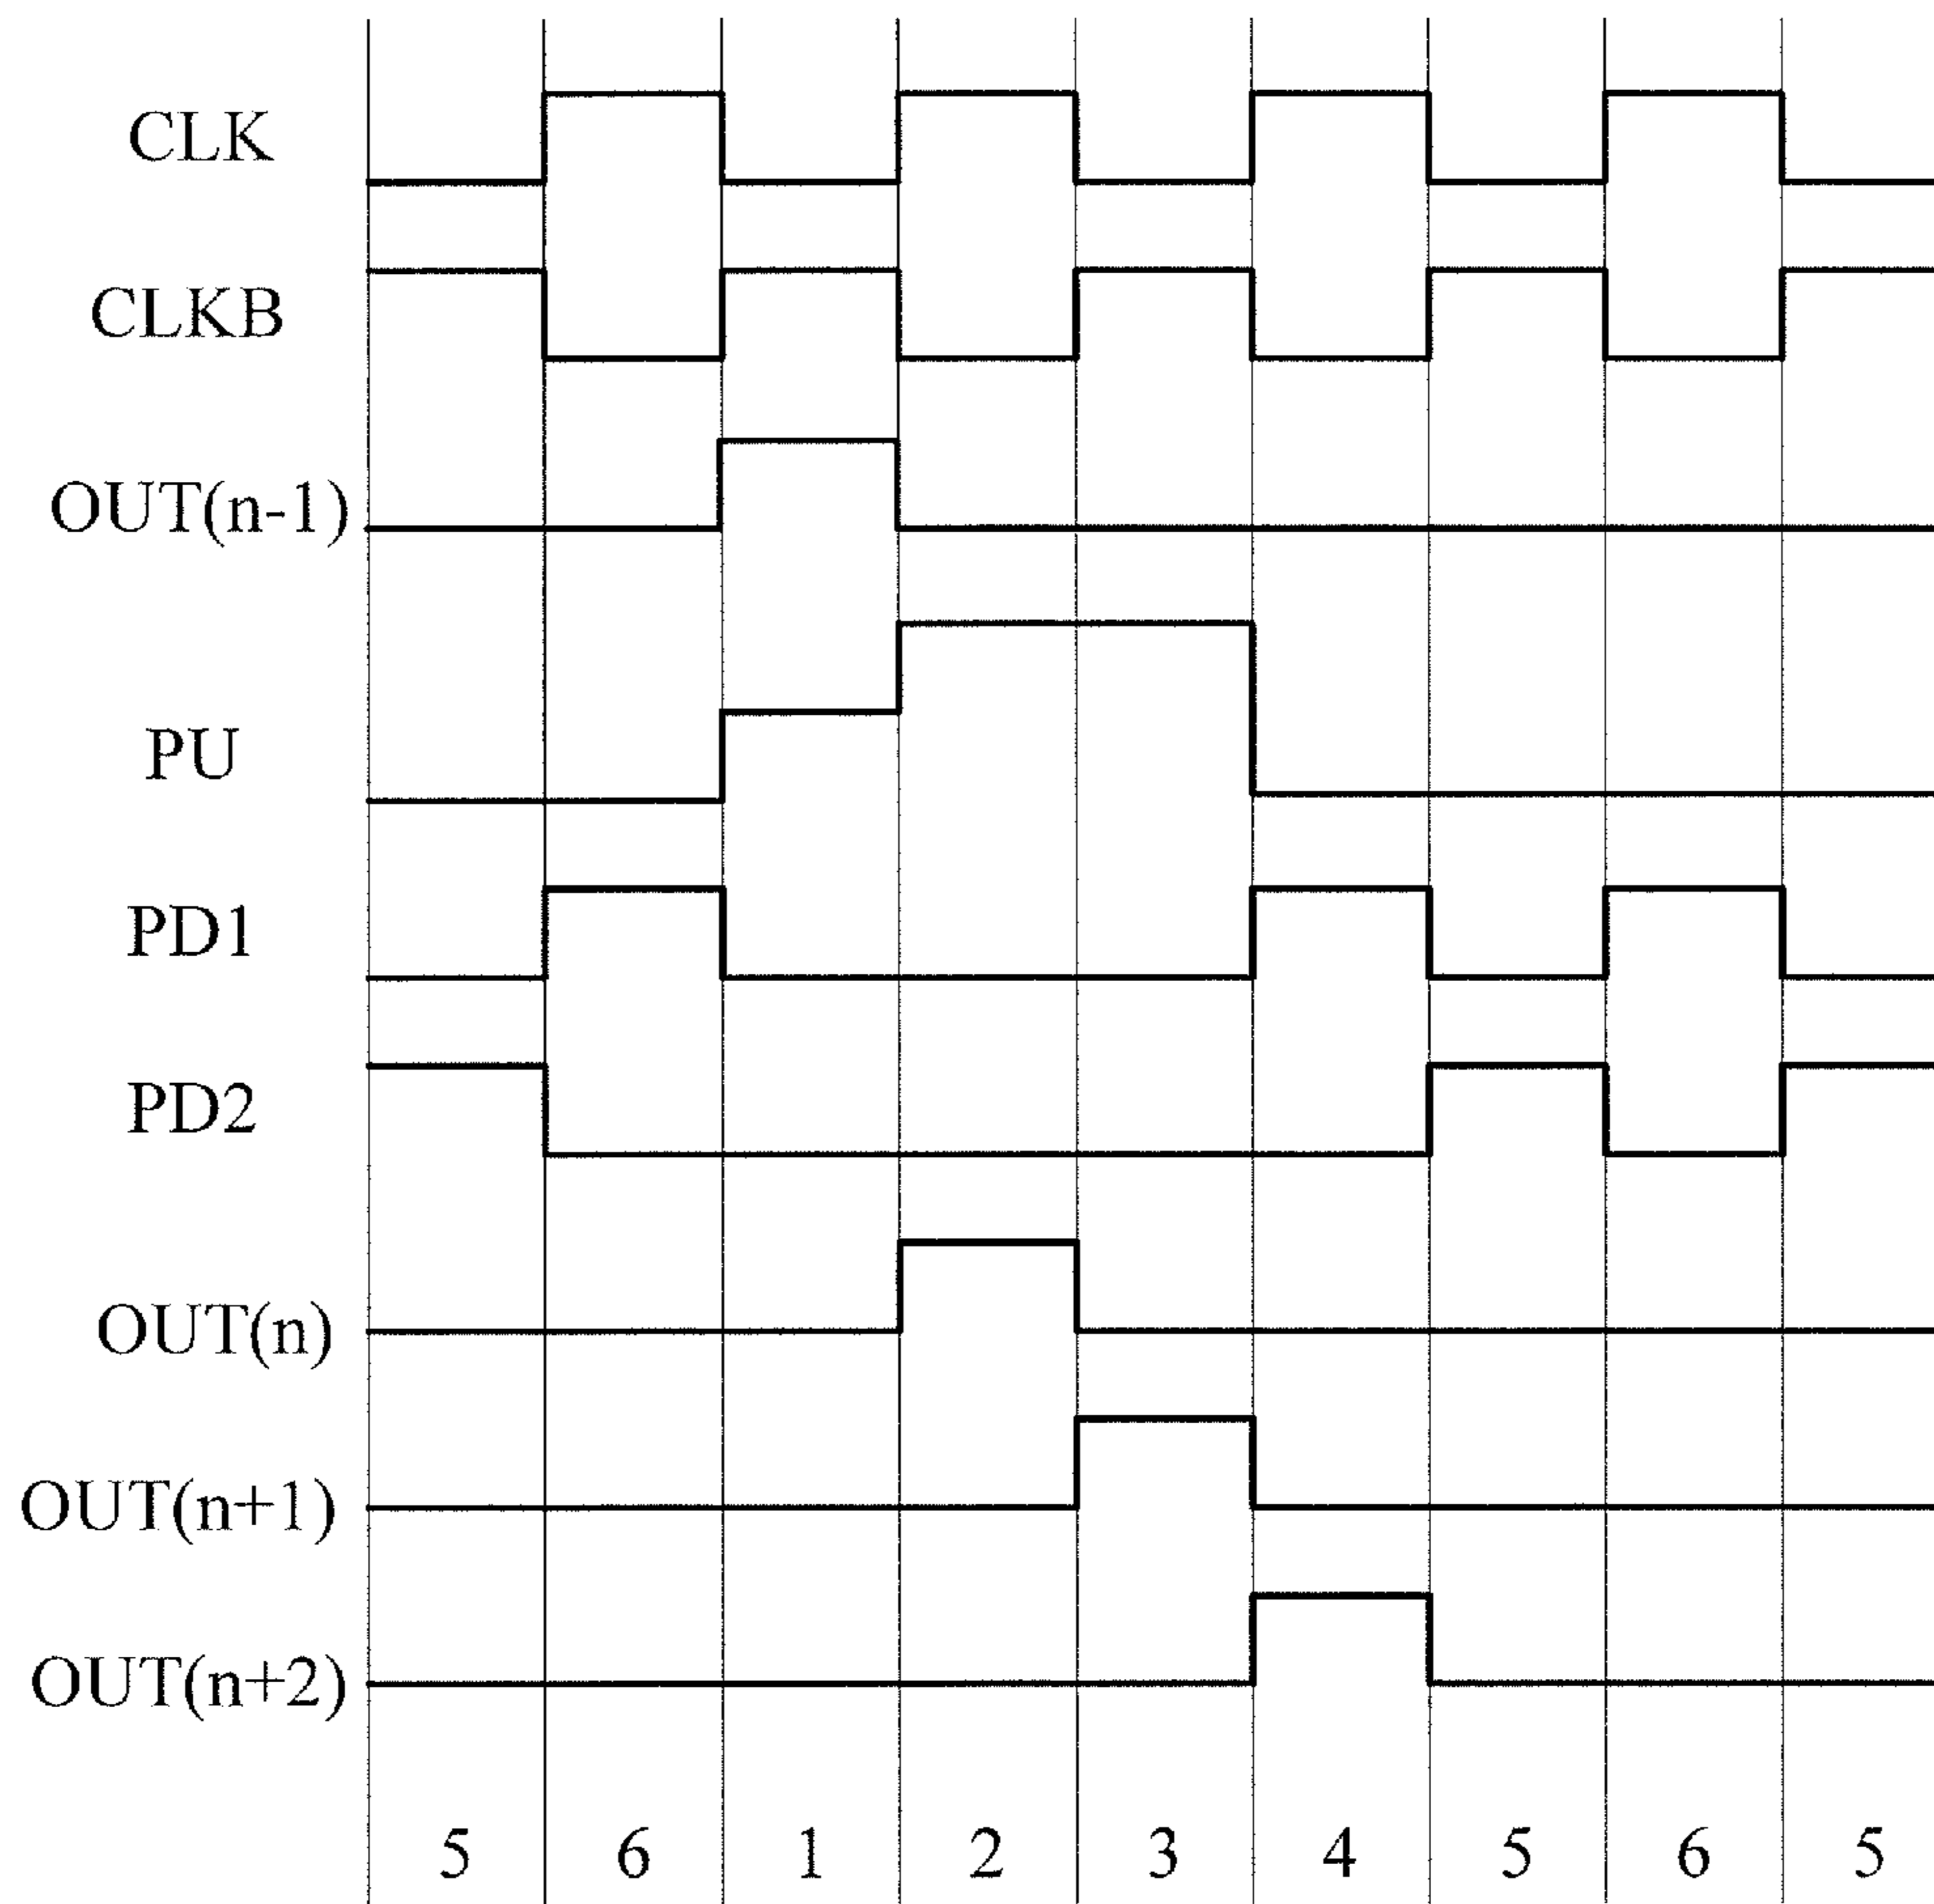 CLK
CLKB
OUT(n-1)
PU
PD1
PD2
OUT(n)
OUT(n+1)
OUT(n+2)
5 6 1 2 3 4 5 6 5